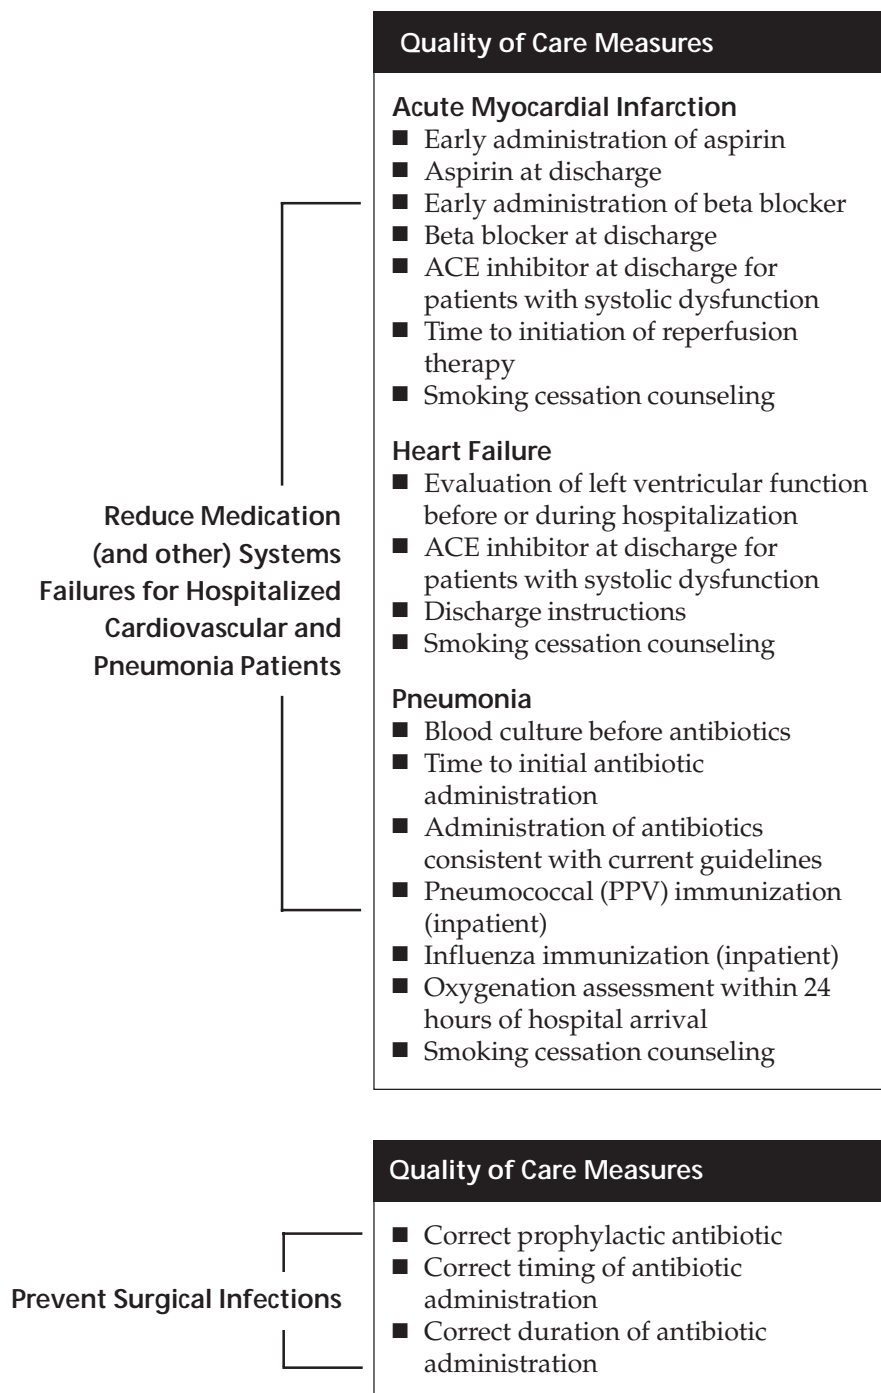 Quality of Care Measures
Acute Myocardial Infarction
■ Early administration of aspirin
■ Aspirin at discharge
■ Early administration of beta blocker
■ Beta blocker at discharge
■ ACE inhibitor at discharge for
patients with systolic dysfunction
■ Time to initiation of reperfusion
therapy
■ Smoking cessation counseling
Heart Failure
■ Evaluation of left ventricular function
before or during hospitalization
■ ACE inhibitor at discharge for
patients with systolic dysfunction
■ Discharge instructions
■ Smoking cessation counseling
Reduce Medication
(and other) Systems
Failures for Hospitalized
Cardiovascular and
Pneumonia Patients
Pneumonia
■ Blood culture before antibiotics
■ Time to initial antibiotic
administration
■ Administration of antibiotics
consistent with current guidelines
■ Pneumococcal (PPV) immunization
(inpatient)
■ Influenza immunization (inpatient)
■ Oxygenation assessment within 24
hours of hospital arrival
■ Smoking cessation counseling
Quality of Care Measures
■ Correct prophylactic antibiotic
■ Correct timing of antibiotic
administration
■ Correct duration of antibiotic
administration
Prevent Surgical Infections